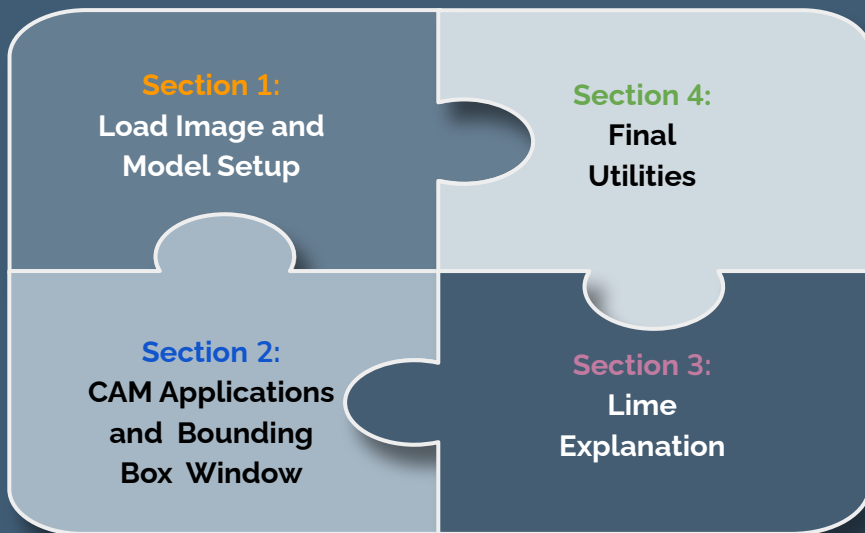 Section 1:
Load Image and
Model Setup
Section 4:
Final
Utilities
Section 2:
CAM Applications
and Bounding
Box Window
Section 3:
Lime
Explanation